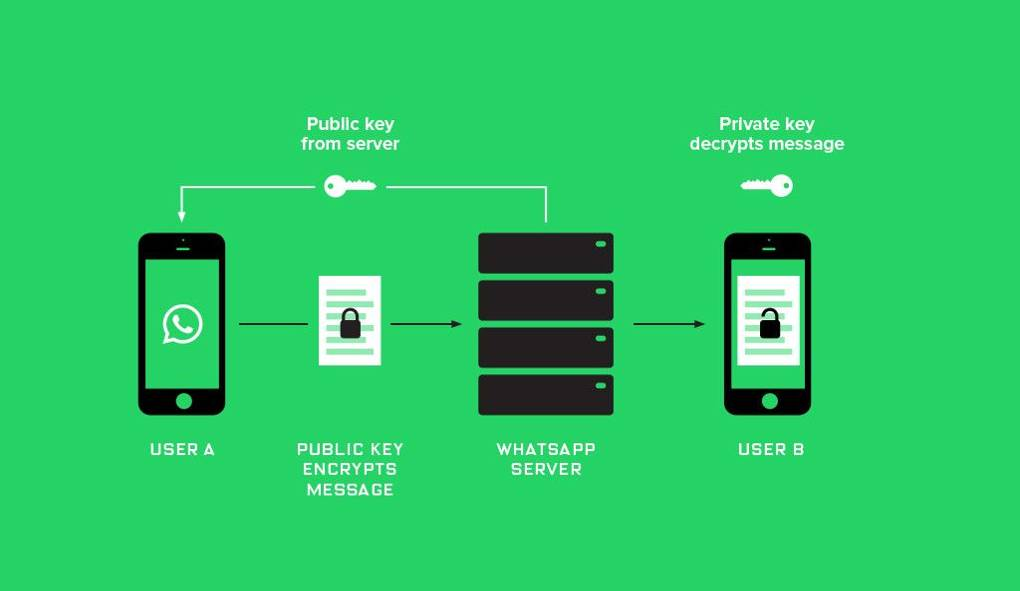 Public key
from server
Private key
decrypts message
USER A
PUBLIC KEY
ENCRYPTS
MESSAGE
WHATSAPP
SERVER
USER B